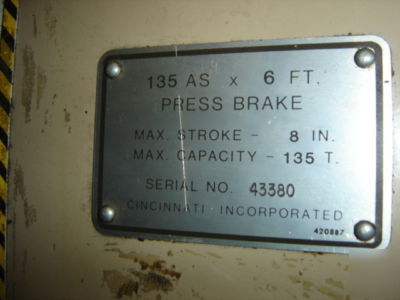 135 AS x 6 FT.
PRESS BRAKE
MAX. STROKE - 8 IN.
MAX. CAPACITY - 135 T.
SERIAL NO. 43380
CINCINNATI INCORPORATED
420887